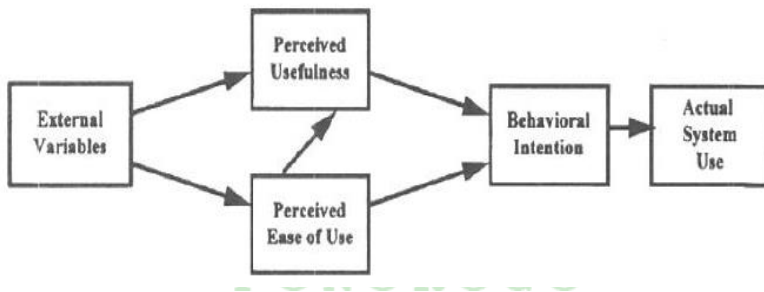 Perceived
Usefulness
External
Variables
Behavioral
Intention
Actual
System
Use
Perceived
Ease of Use